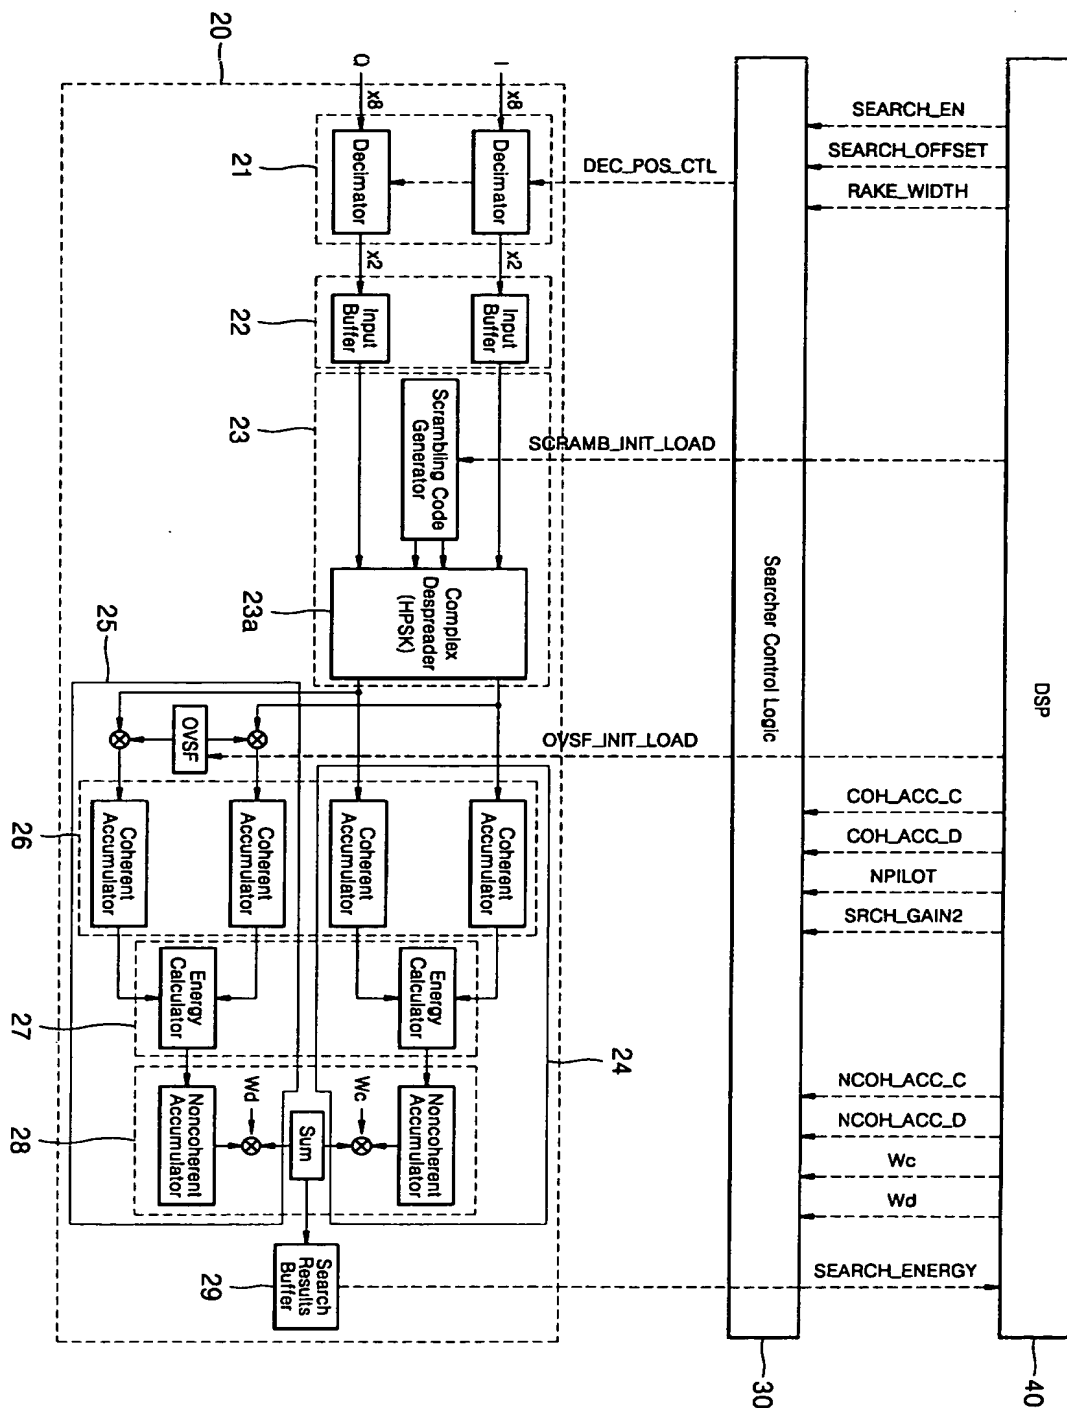 20
Q
I
x8
x8
SEARCH_EN
SEARCH_OFFSET
RAKE_WIDTH
DEC_POS_CTL
21
Decimator
Decimator
x2
x2
22
Input
Buffer
Input
Buffer
23
Scrambling Code
Generator
SCRAMB_INIT_LOAD
23a
Complex
Despreader
(HPSK)
Searcher Control Logic
DSP
25
OVSF
OVSF_INIT_LOAD
26
Coherent
Accumulator
Coherent
Accumulator
Coherent
Accumulator
Coherent
Accumulator
COH_ACC_C
COH_ACC_D
NPILOT
SRCH_GAIN2
27
Energy
Calculator
Energy
Calculator
24
28
Noncoherent
Accumulator
Wd
Sum
Wc
Noncoherent
Accumulator
NCOH_ACC_C
NCOH_ACC_D
Wc
Wd
29
Search
Results
Buffer
SEARCH_ENERGY
30
40